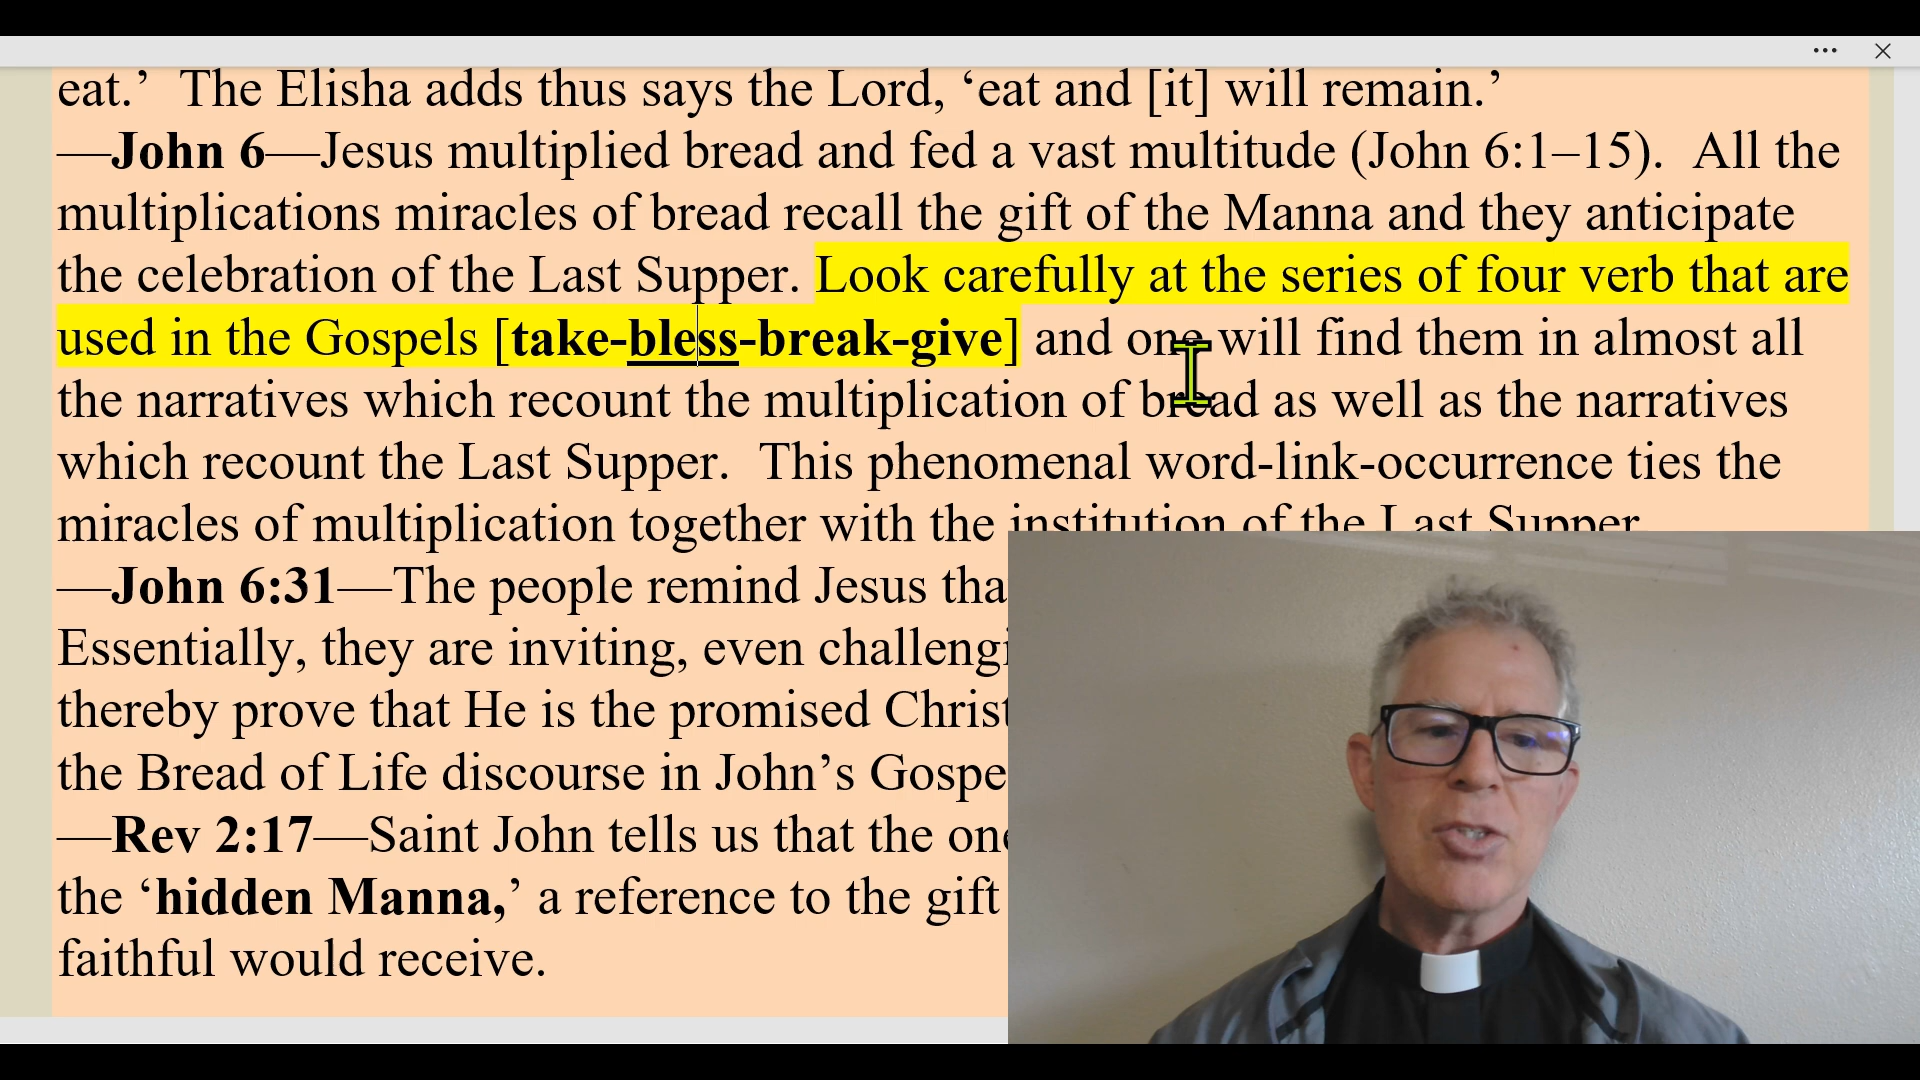 eat.’ The Elisha adds thus says the Lord, ‘eat and [it] will remain.’
—John 6—Jesus multiplied bread and fed a vast multitude (John 6:1–15). All the
multiplications miracles of bread recall the gift of the Manna and they anticipate
the celebration of the Last Supper. Look carefully at the series of four verb that are
used in the Gospels [take-bless-break-give] and one will find them in almost all
the narratives which recount the multiplication of bread as well as the narratives
which recount the Last Supper. This phenomenal word-link-occurrence ties the
miracles of multiplication together with the institution of the Last Supper.
—John 6:31—The people remind Jesus
Essentially, they are inviting, even
thereby prove that He is the promised Christ
the Bread of Life discourse in John’s
—Rev 2:17—Saint John tells us that the
the ‘hidden Manna,’ a reference to the gift
faithful would receive.